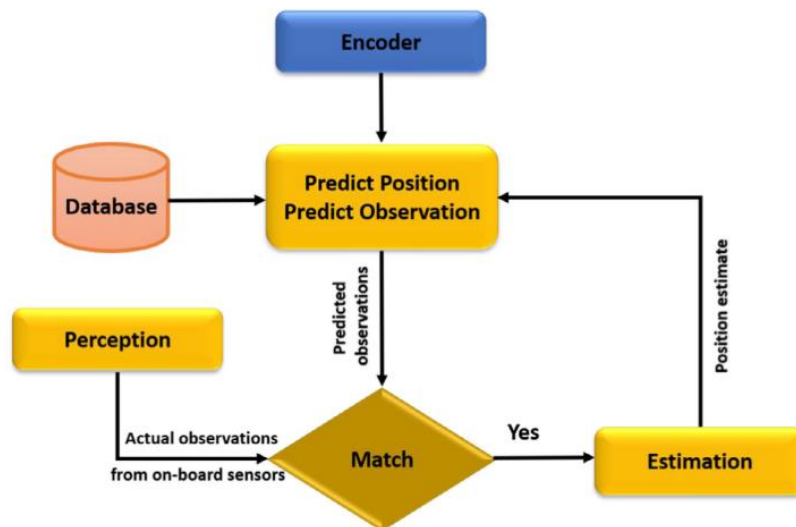 Encoder
Database
Predict Position
Predict Observation
Predicted
observations
Position estimate
Perception
Actual observations
from on-board sensors
Match
Yes
Estimation